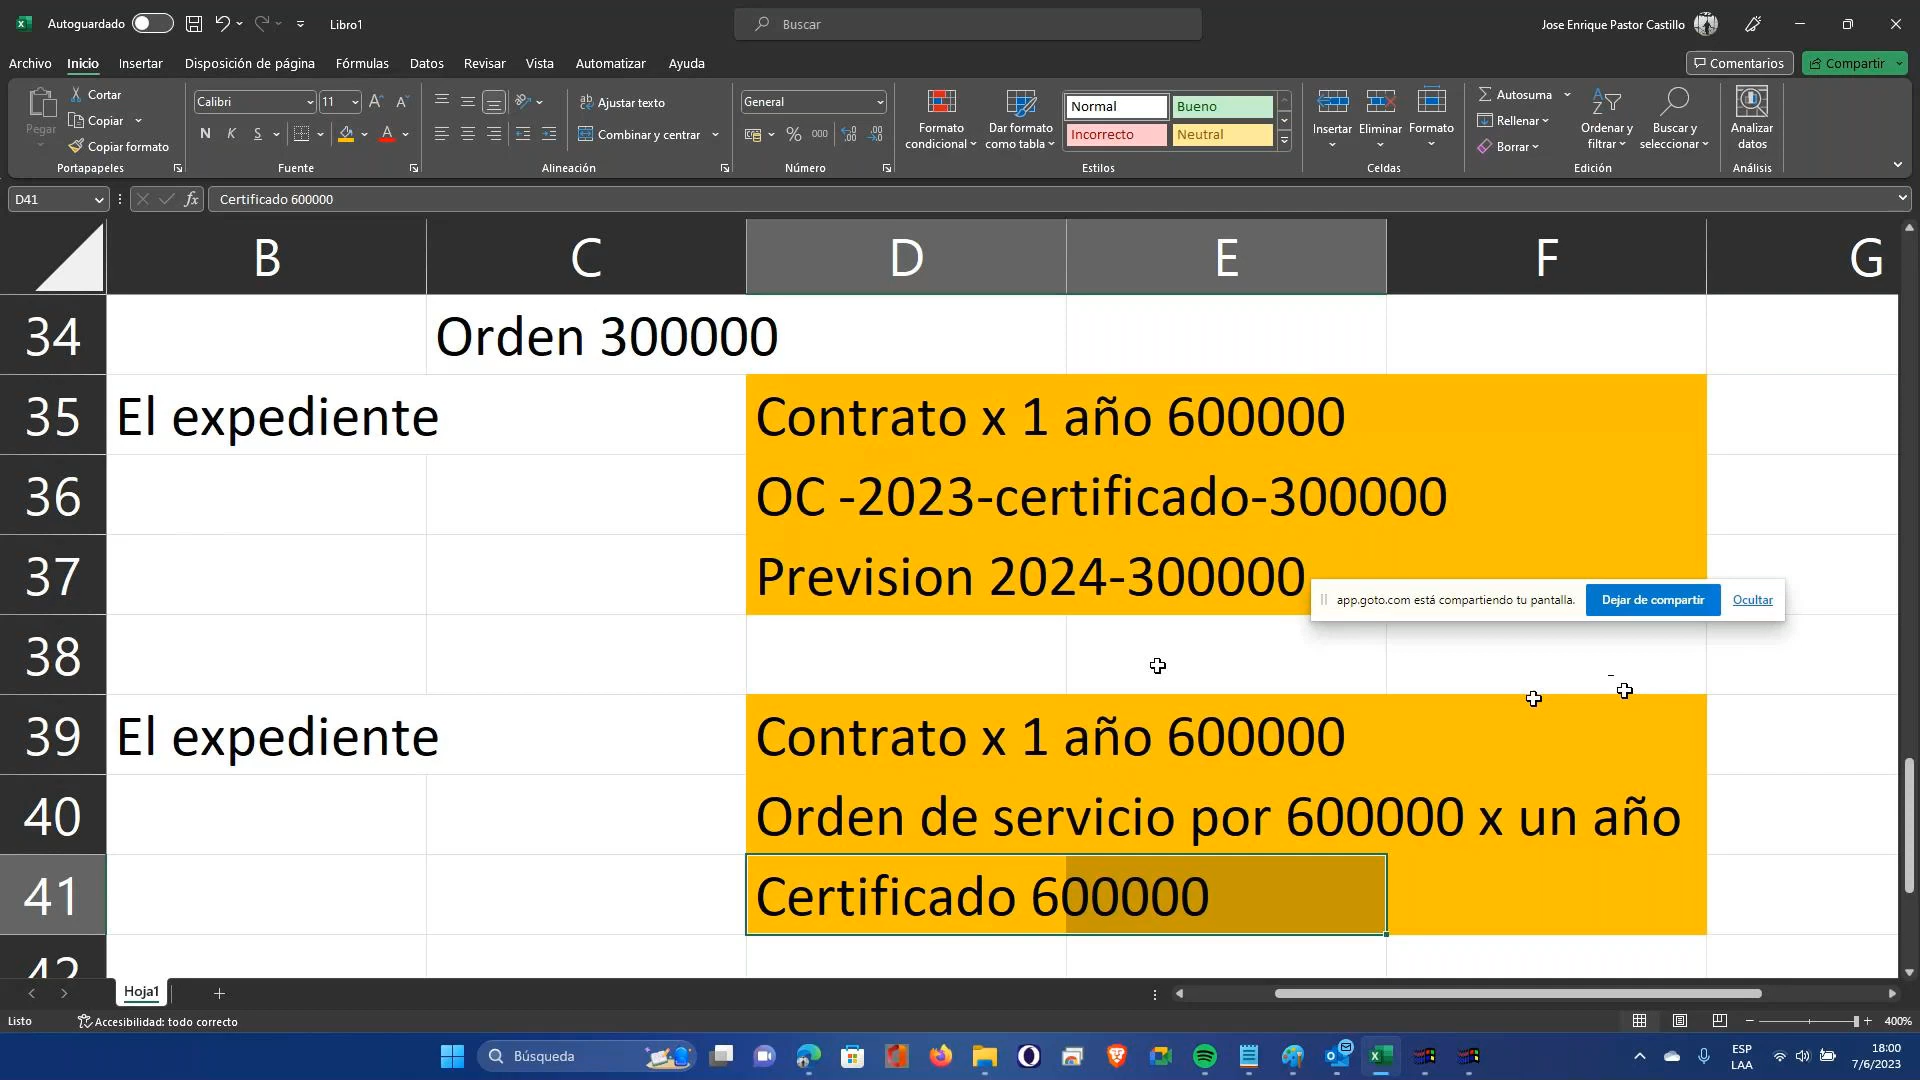 Autoguardado
Libro1
Buscar
Jose Enrique Pastor Castillo
Archivo Inicio Insertar Disposición de página Fórmulas Datos Revisar Vista Automatizar Ayuda
Comentarios
Compartir
Pegar
Cortar
Copiar
Copiar formato
Portapapeles
Calibri
11
N K S
Fuente
Ajustar texto
Combinar y centrar
Alineación
General
% 000
Número
Formato condicional
Dar formato como tabla
Normal
Bueno
Incorrecto
Neutral
Estilos
Insertar
Eliminar
Formato
Celdas
Autosuma
Rellenar
Borrar
Ordenar y filtrar
Buscar y seleccionar
Edición
Analizar datos
Análisis
D41
fx
Certificado 600000
B C D E F G
34 Orden 300000
35 El expediente Contrato x 1 año 600000
36 OC -2023-certificado-300000
37 Prevision 2024-300000
app.goto.com está compartiendo tu pantalla.
Dejar de compartir
Ocultar
38
39 El expediente Contrato x 1 año 600000
40 Orden de servicio por 600000 x un año
41 Certificado 600000
42
Hoja1
Listo
Accesibilidad: todo correcto
400%
Búsqueda
ESP
LAA
18:00
7/6/2023